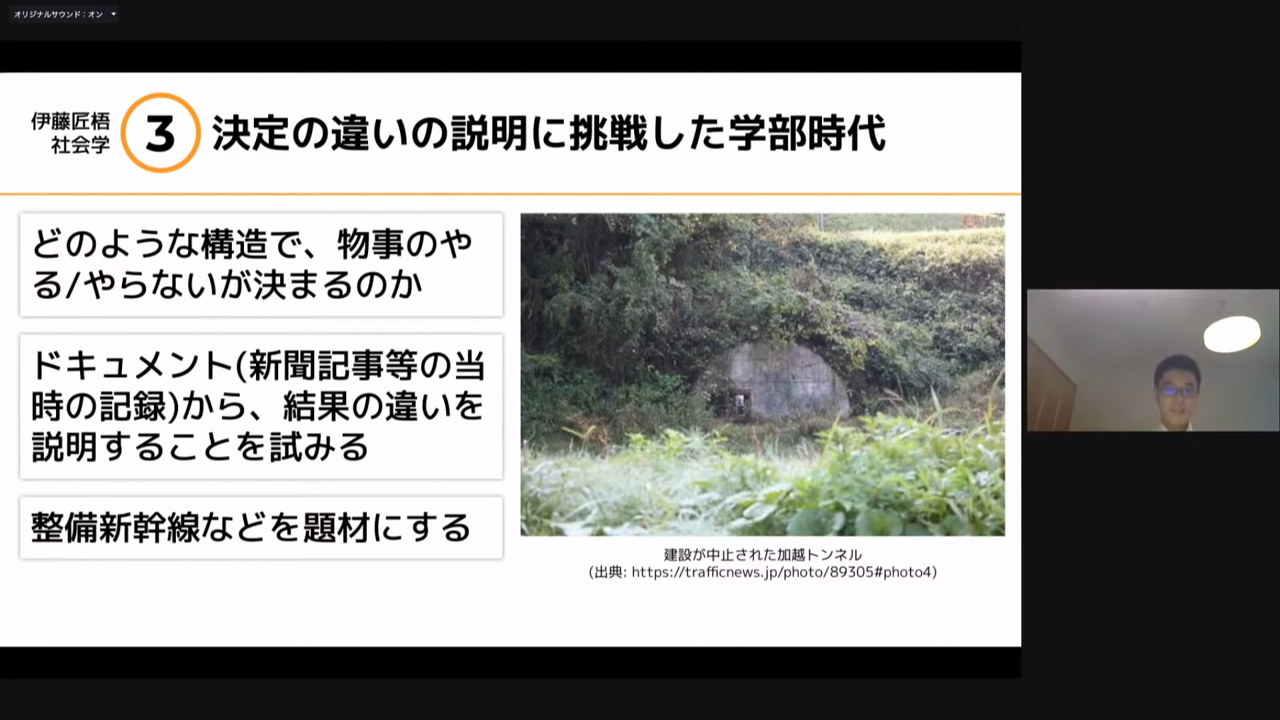 オリジナルサウンド：オン
伊藤匠梧
社会学
3
決定の違いの説明に挑戦した学部時代
どのような構造で、物事のや
る/やらないが決まるのか
ドキュメント(新聞記事等の当
時の記録)から、結果の違いを
説明することを試みる
整備新幹線などを題材にする
建設が中止された加越トンネル
(出典: https://trafficnews.jp/photo/89305#photo4)